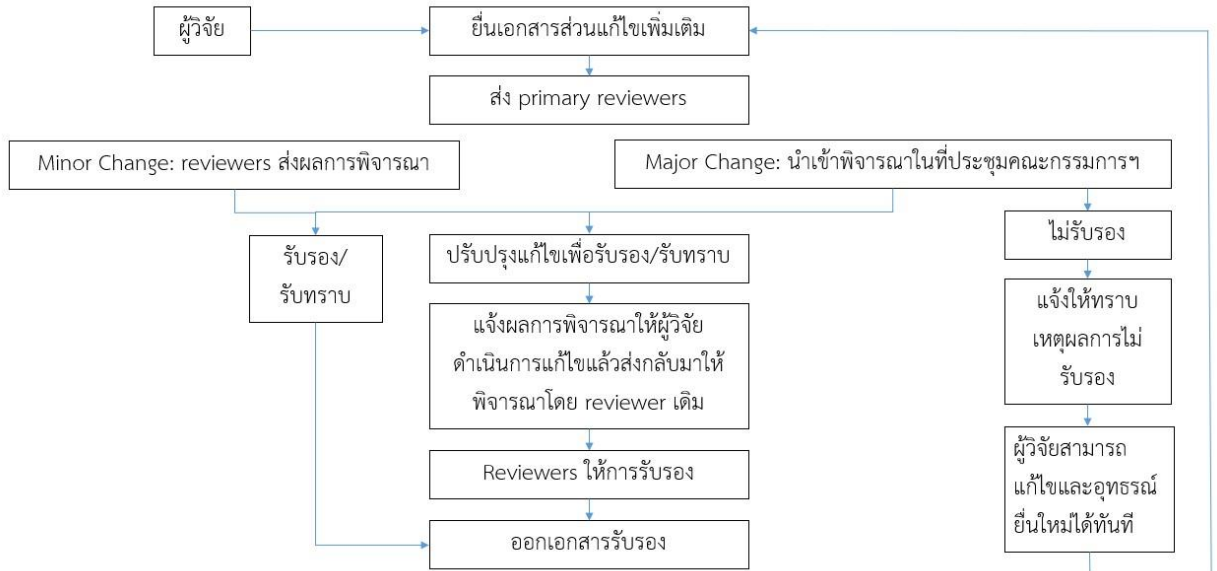 ผู้วิจัย
ยื่นเอกสารส่วนแก้ไขเพิ่มเติม
ส่ง primary reviewers
Minor Change: reviewers ส่งผลการพิจารณา
Major Change: นำเข้าพิจารณาในที่ประชุมคณะกรรมการฯ
รับรอง/
รับทราบ
ปรับปรุงแก้ไขเพื่อรับรอง/รับทราบ
ไม่รับรอง
แจ้งผลการพิจารณาให้ผู้วิจัย
ดำเนินการแก้ไขแล้วส่งกลับมาให้
พิจารณาโดย reviewer เดิม
แจ้งให้ทราบ
เหตุผลการไม่
รับรอง
Reviewers ให้การรับรอง
ผู้วิจัยสามารถ
แก้ไขและอุทธรณ์
ยื่นใหม่ได้ทันที
ออกเอกสารรับรอง